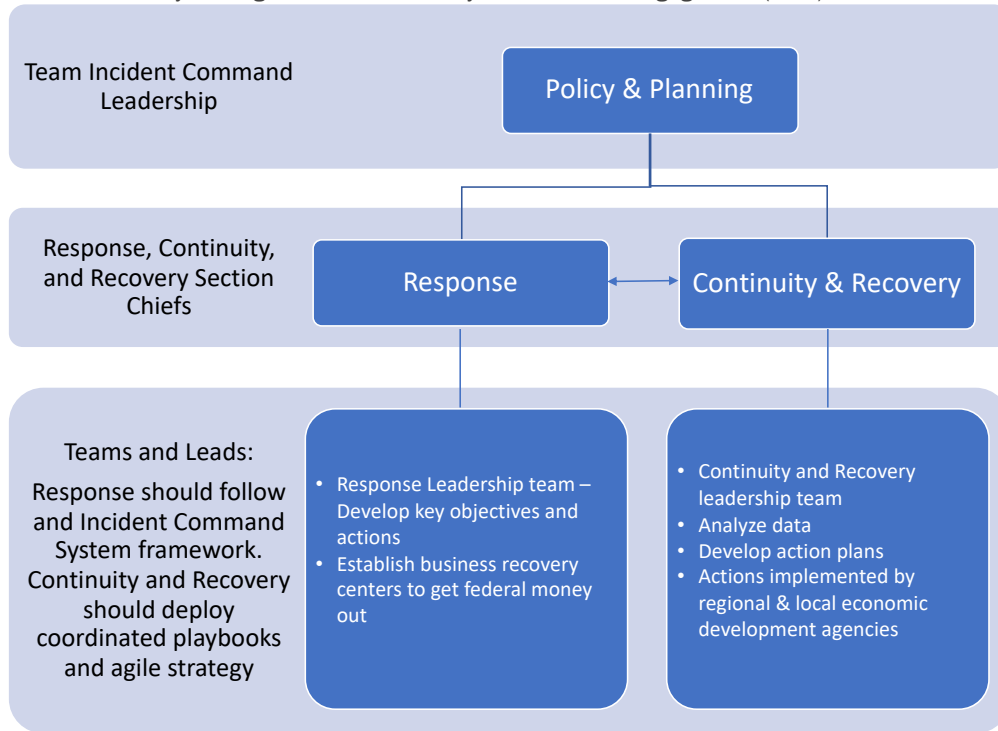 Team Incident Command
Leadership
Policy & Planning
Response, Continuity,
and Recovery Section
Chiefs
Response
Continuity & Recovery
Teams and Leads:
Response should follow
and Incident Command
System framework.
Continuity and Recovery
should deploy
coordinated playbooks
and agile strategy
• Response Leadership team –
Develop key objectives and
actions
• Establish business recovery
centers to get federal money
out
• Continuity and Recovery
leadership team
• Analyze data
• Develop action plans
• Actions implemented by
regional & local economic
development agencies